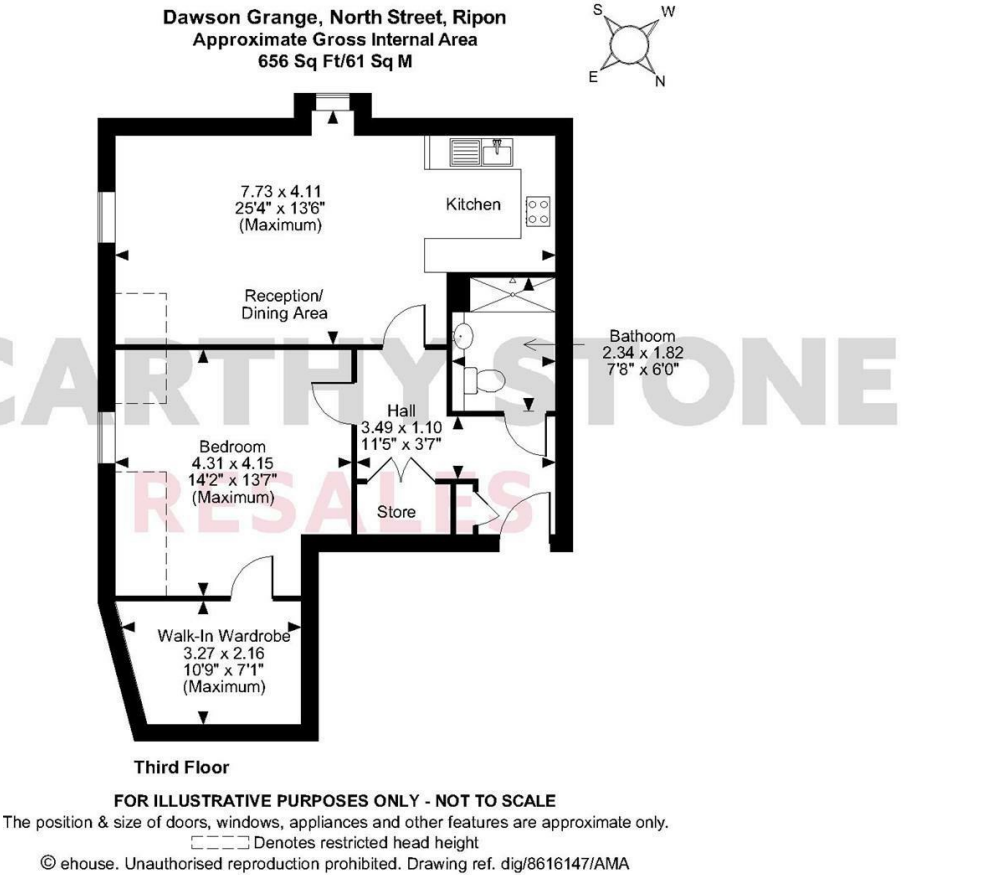 Dawson Grange, North Street, Ripon
Approximate Gross Internal Area
656 Sq Ft/61 Sq M
S
W
E
N
7.73 x 4.11
25'4" x 13'6"
(Maximum)
Kitchen
Reception/
Dining Area
CARTHY STONE
RESALES
Bathoom
2.34 x 1.82
7'8" x 6'0"
Hall
3.49 x 1.10
11'5" x 3'7"
Bedroom
4.31 x 4.15
14'2" x 13'7"
(Maximum)
Store
Walk-In Wardrobe
3.27 x 2.16
10'9" x 7'1"
(Maximum)
Third Floor
FOR ILLUSTRATIVE PURPOSES ONLY - NOT TO SCALE
The position & size of doors, windows, appliances and other features are approximate only.
Denotes restricted head height
© ehouse. Unauthorised reproduction prohibited. Drawing ref. dig/8616147/AMA